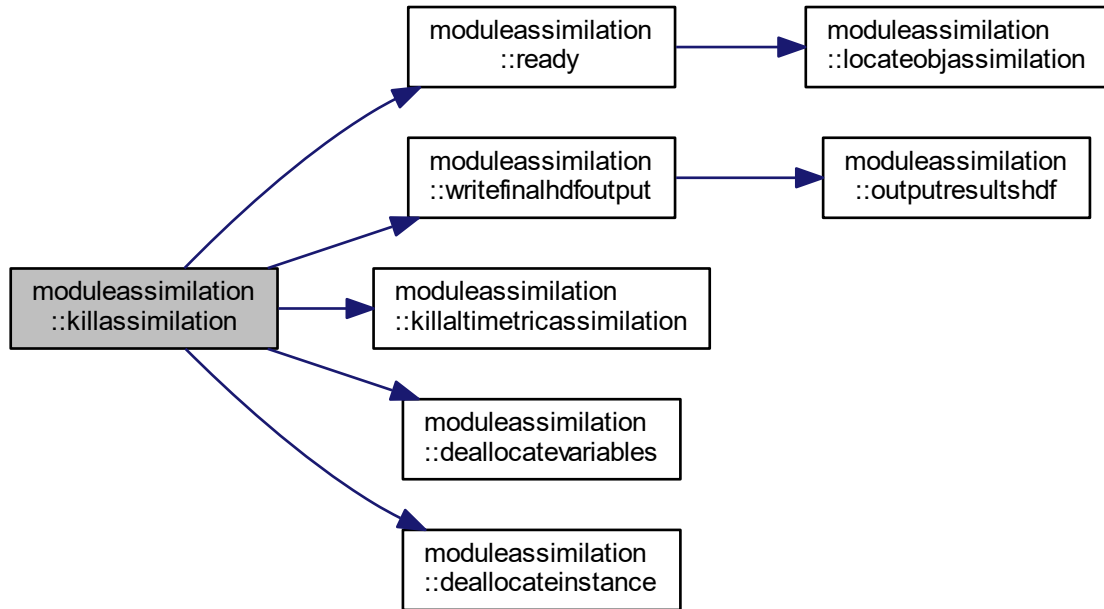 moduleassimilation
::ready
moduleassimilation
::locateobjassimilation
moduleassimilation
::writefinalhdfoutput
moduleassimilation
::outputresultshdf
moduleassimilation
::killassimilation
moduleassimilation
::killaltimetricassimilation
moduleassimilation
::deallocatevariables
moduleassimilation
::deallocateinstance